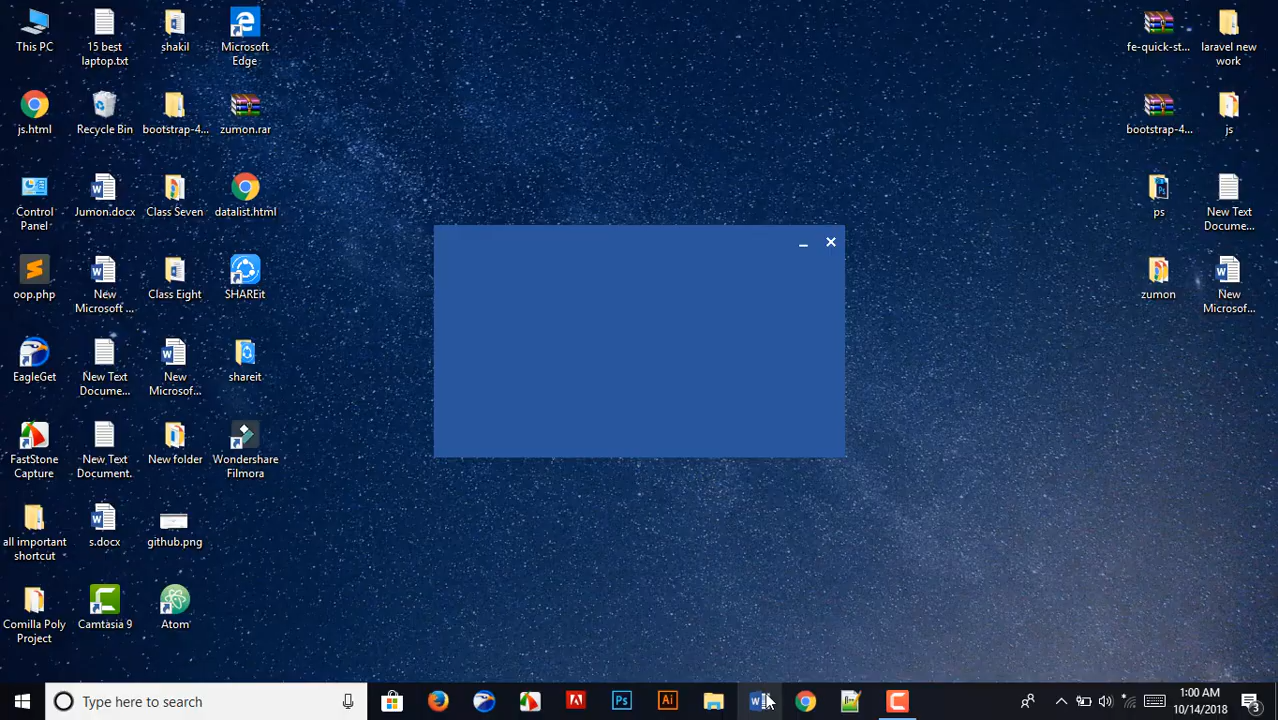 This PC
15 best
laptop.txt
shakil
Microsoft
Edge
js.html
Recycle Bin
bootstrap-4...
zumon.rar
Control
Panel
Jumon.docx
Class Seven
datalist.html
oop.php
New
Microsoft ...
Class Eight
SHAREit
EagleGet
New Text
Docume...
New
Microsof...
shareit
FastStone
Capture
New Text
Document.
New folder
Wondershare
Filmora
all important
shortcut
s.docx
github.png
Comilla Poly
Project
Camtasia 9
Atom
fe-quick-st...
laravel new
work
bootstrap-4...
js
ps
New Text
Docume...
zumon
New
Microsof...
Type here to search
Ps
Ai
1:00 AM
10/14/2018
3